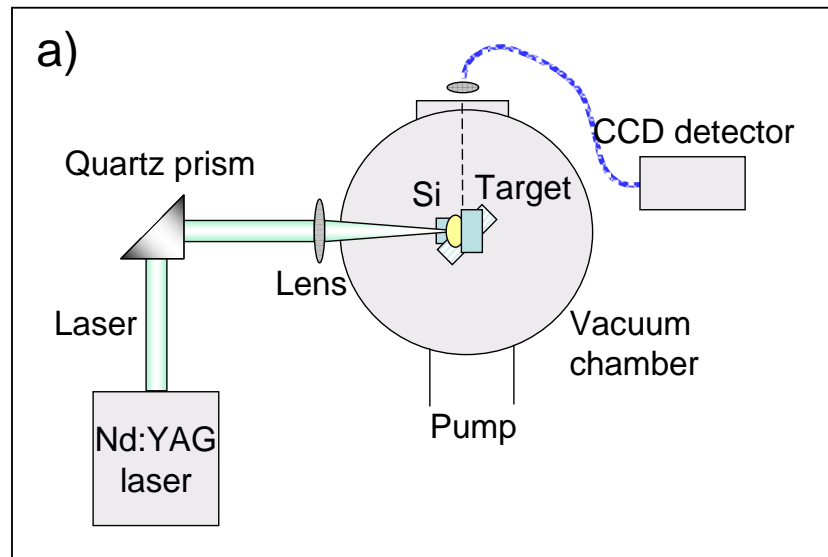 a)
CCD detector
Quartz prism
Si
Target
Lens
Laser
Vacuum
chamber
Nd:YAG
laser
Pump